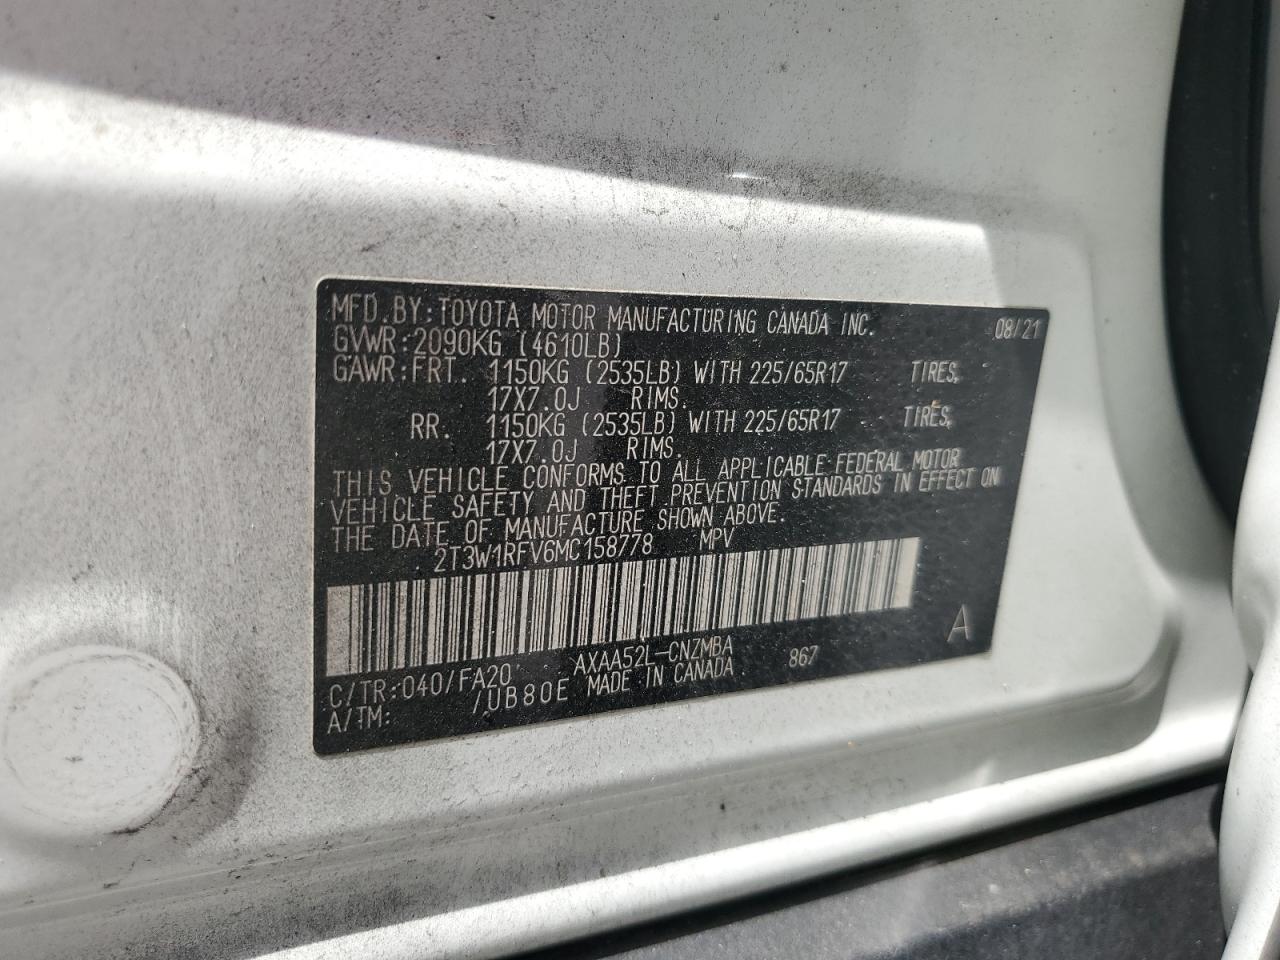 MFD. BY: TOYOTA MOTOR MANUFACTURING CANADA INC. 08/21
GVWR: 2090KG (4610LB)
GAWR: FRT. 1150KG (2535LB) WITH 225/65R17 TIRES,
17X7.0J RIMS.
RR. 1150KG (2535LB) WITH 225/65R17 TIRES,
17X7.0J RIMS.
THIS VEHICLE CONFORMS TO ALL APPLICABLE FEDERAL MOTOR
VEHICLE SAFETY AND THEFT PREVENTION STANDARDS IN EFFECT ON
THE DATE OF MANUFACTURE SHOWN ABOVE.
2T3W1RFV6MC158778 MPV
A
C/TR: 040/FA20 AXAA52L-CNZMBA 867
A/TM: /UB80E MADE IN CANADA